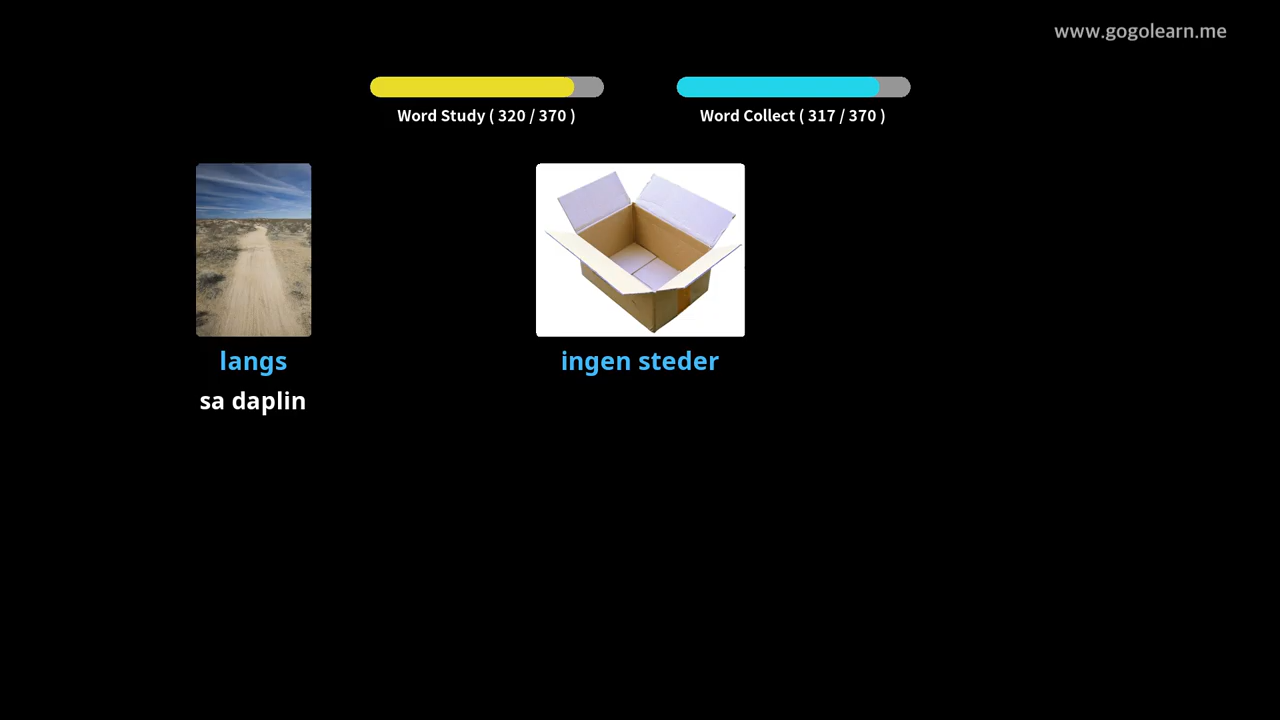 www.gogolearn.me
Word Study ( 320 / 370 )
Word Collect ( 317 / 370 )
langs
sa daplin
ingen steder